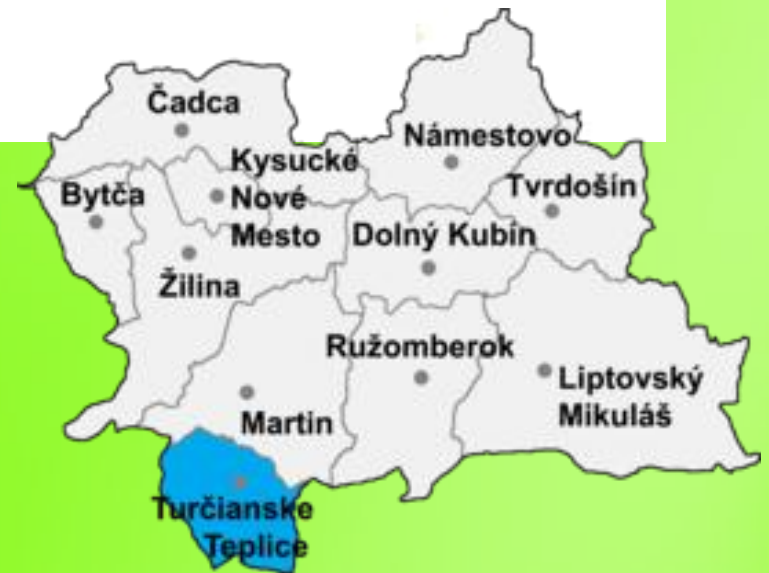 Čadca
Námestovo
Kysucké
Nové
Mesto
Bytča
Tvrdošín
Dolný Kubín
Žilina
Ružomberok
Liptovský
Mikuláš
Martin
Turčianske
Teplice